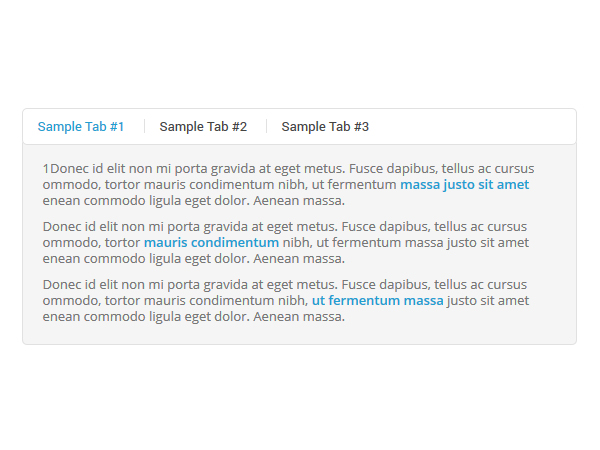 Sample Tab #1 Sample Tab #2 Sample Tab #3
1Donec id elit non mi porta gravida at eget metus. Fusce dapibus, tellus ac cursus
ommodo, tortor mauris condimentum nibh, ut fermentum massa justo sit amet
enean commodo ligula eget dolor. Aenean massa.
Donec id elit non mi porta gravida at eget metus. Fusce dapibus, tellus ac cursus
ommodo, tortor mauris condimentum nibh, ut fermentum massa justo sit amet
enean commodo ligula eget dolor. Aenean massa.
Donec id elit non mi porta gravida at eget metus. Fusce dapibus, tellus ac cursus
ommodo, tortor mauris condimentum nibh, ut fermentum massa justo sit amet
enean commodo ligula eget dolor. Aenean massa.